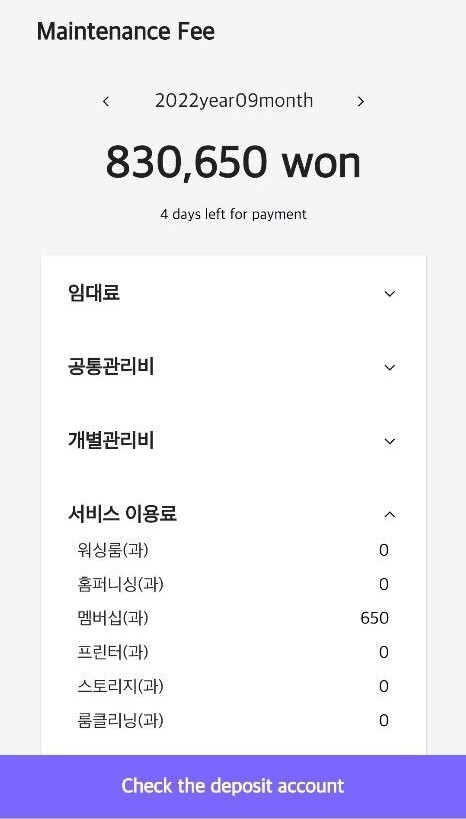 Maintenance Fee
2022year09month
830,650 won
4 days left for payment
임대료
공통관리비
개별관리비
서비스 이용료
워싱룸(과) 0
홈퍼니싱(과) 0
멤버십(과) 650
프린터(과) 0
스토리지(과) 0
룸클리닝(과) 0
Check the deposit account